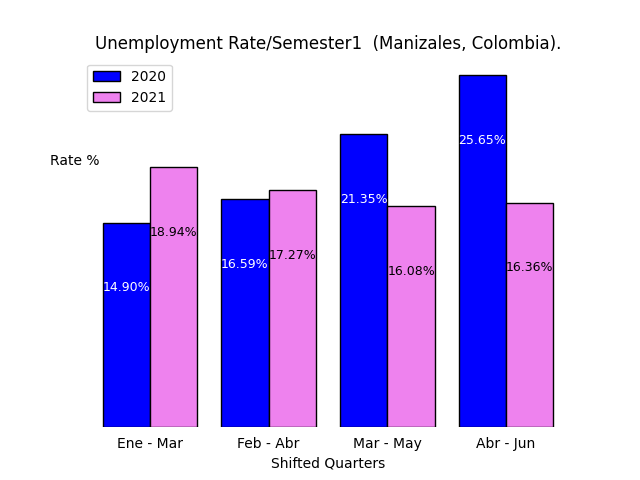 Unemployment Rate/Semester1  (Manizales, Colombia).
2020
2021
Rate %
25.65%
21.35%
18.94%
17.27%
16.59%
16.36%
16.08%
14.90%
Ene - Mar
Feb - Abr
Mar - May
Abr - Jun
Shifted Quarters